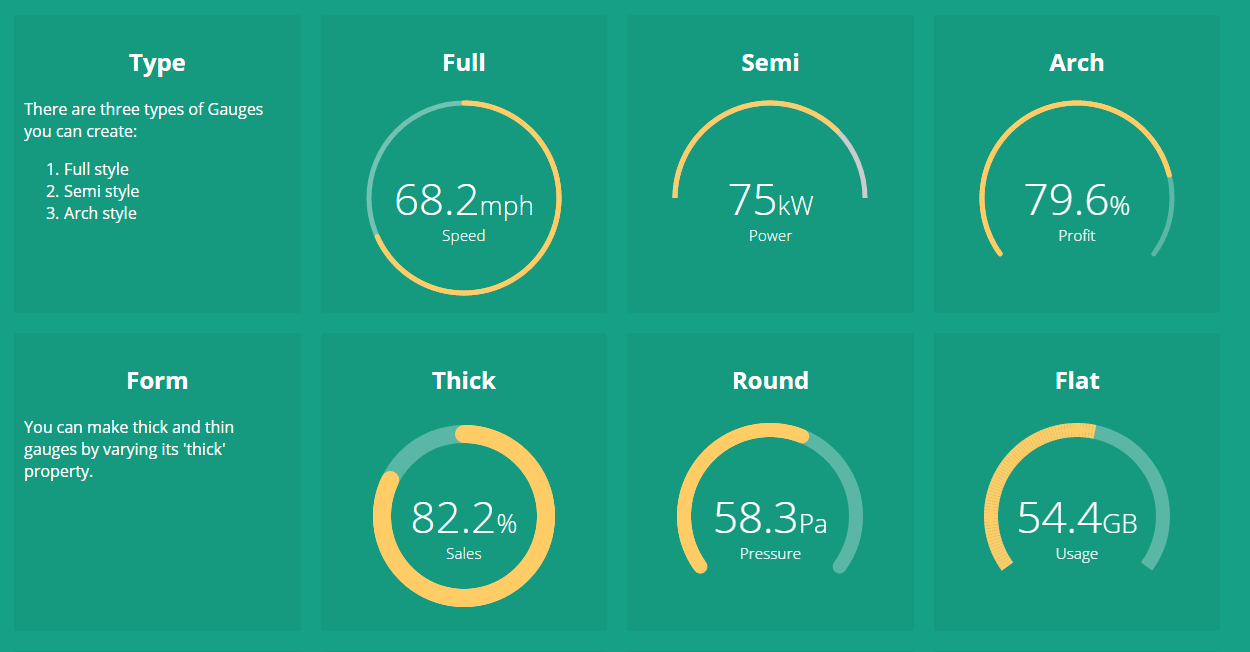 Type
There are three types of Gauges
you can create:
1. Full style
2. Semi style
3. Arch style
Full
68.2mph
Speed
Semi
75kW
Power
Arch
79.6%
Profit
Form
You can make thick and thin
gauges by varying its 'thick'
property.
Thick
82.2%
Sales
Round
58.3Pa
Pressure
Flat
54.4GB
Usage